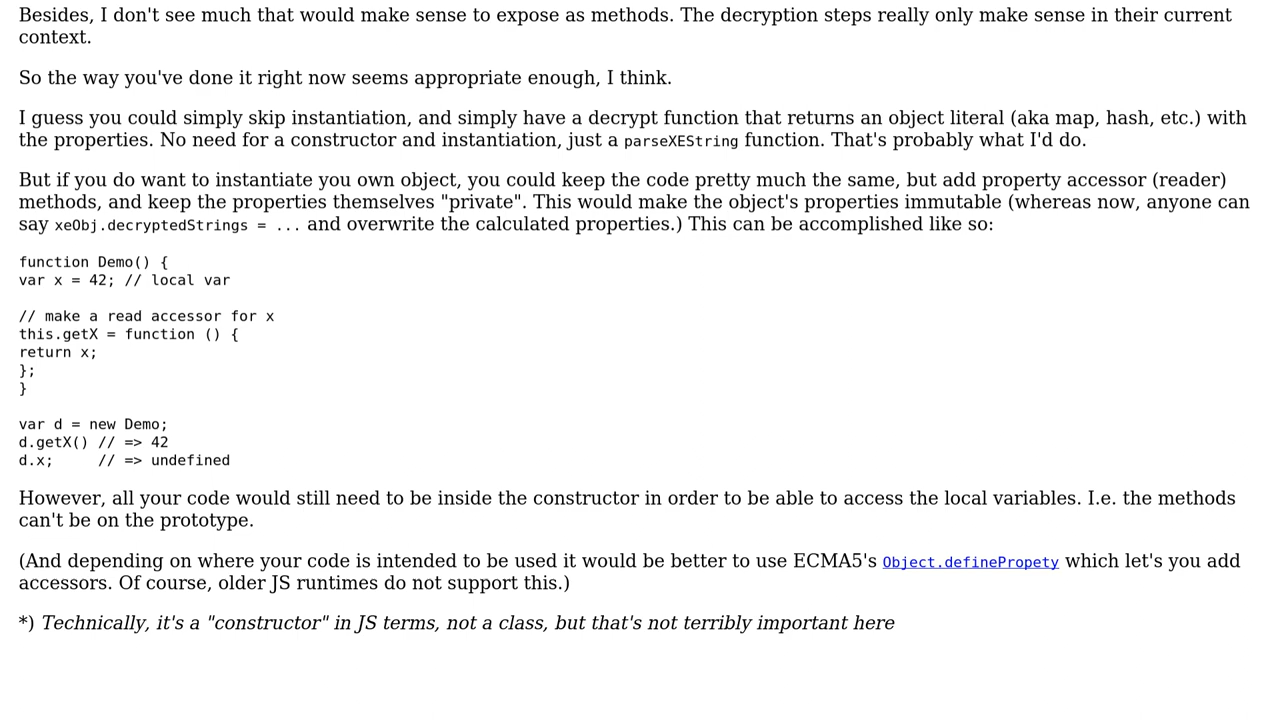 Besides, I don't see much that would make sense to expose as methods. The decryption steps really only make sense in their current
context.
So the way you've done it right now seems appropriate enough, I think.
I guess you could simply skip instantiation, and simply have a decrypt function that returns an object literal (aka map, hash, etc.) with
the properties. No need for a constructor and instantiation, just a parseXEString function. That's probably what I'd do.
But if you do want to instantiate you own object, you could keep the code pretty much the same, but add property accessor (reader)
methods, and keep the properties themselves "private". This would make the object's properties immutable (whereas now, anyone can
say xeObj.decryptedStrings = ... and overwrite the calculated properties.) This can be accomplished like so:
function Demo() {
var x = 42; // local var
// make a read accessor for x
this.getX = function () {
return x;
};
}
var d = new Demo;
d.getX() // => 42
d.x;     // => undefined
However, all your code would still need to be inside the constructor in order to be able to access the local variables. I.e. the methods
can't be on the prototype.
(And depending on where your code is intended to be used it would be better to use ECMA5's Object.definePropety which let's you add
accessors. Of course, older JS runtimes do not support this.)
*) Technically, it's a "constructor" in JS terms, not a class, but that's not terribly important here